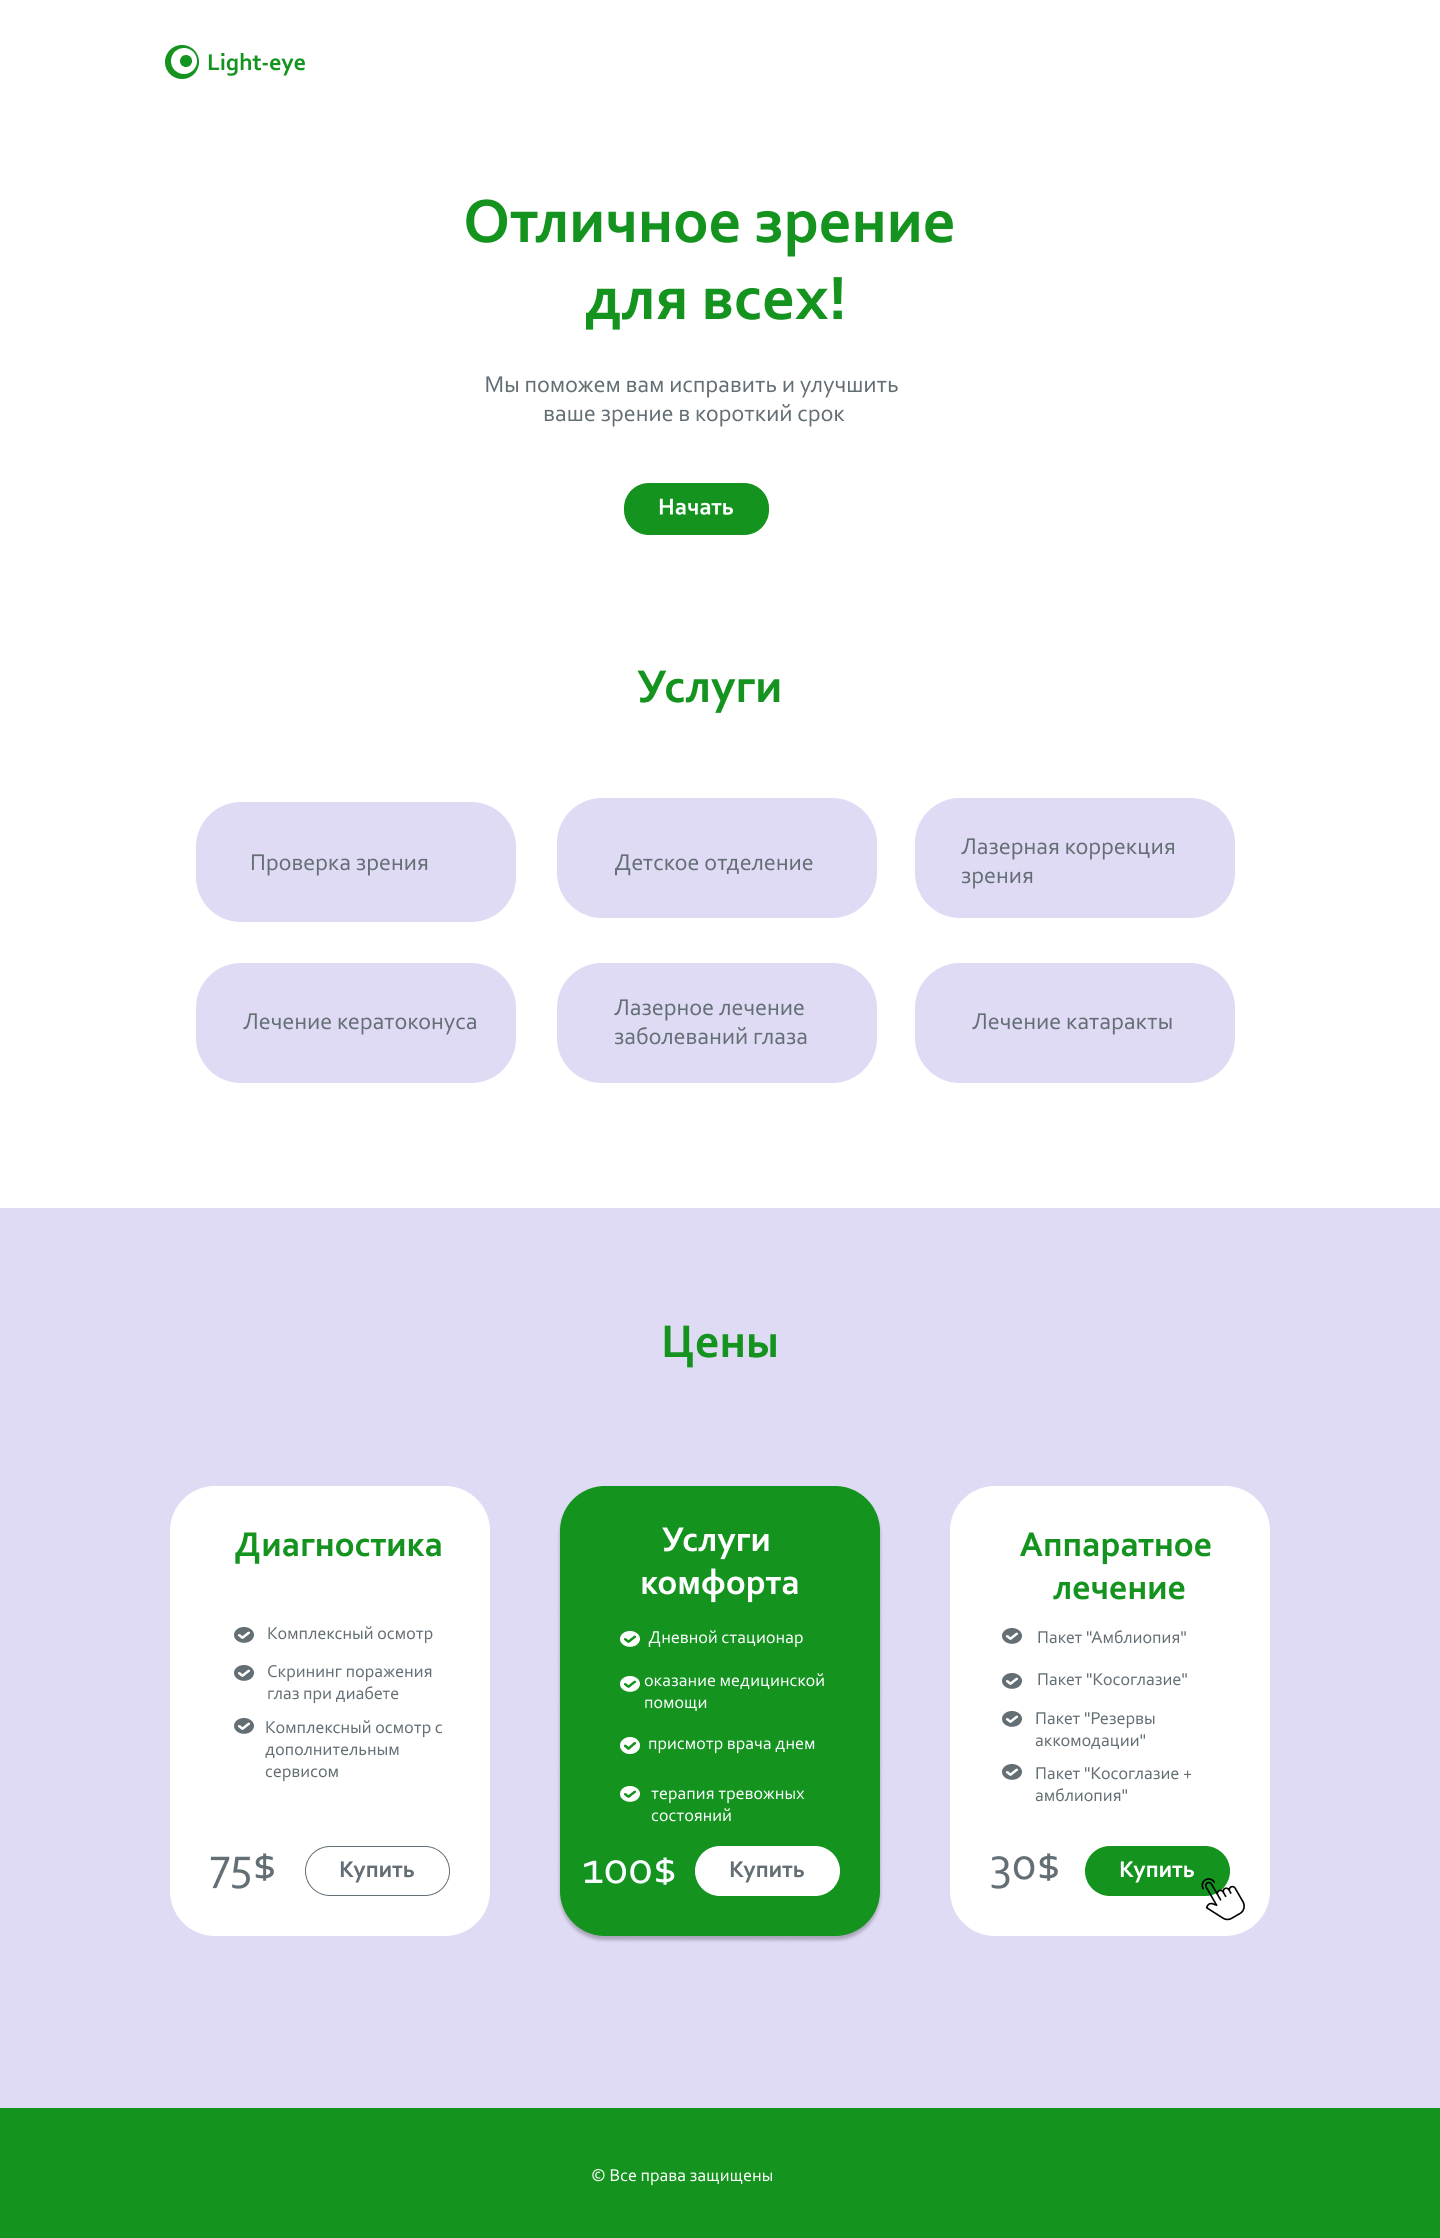 Light-eye
Отличное зрение
для всех!
Мы поможем вам исправить и улучшить
ваше зрение в короткий срок
Начать
Услуги
Проверка зрения
Детское отделение
Лазерная коррекция
зрения
Лечение кератоконуса
Лазерное лечение
заболеваний глаза
Лечение катаракты
Цены
Диагностика
Комплексный осмотр
Скрининг поражения
глаз при диабете
Комплексный осмотр с
дополнительным
сервисом
75$
Купить
Услуги
комфорта
Дневной стационар
оказание медицинской
помощи
присмотр врача днем
терапия тревожных
состояний
100$
Купить
Аппаратное
лечение
Пакет "Амблиопия"
Пакет "Косоглазие"
Пакет "Резервы
аккомодации"
Пакет "Косоглазие +
амблиопия"
30$
Купить
© Все права защищены